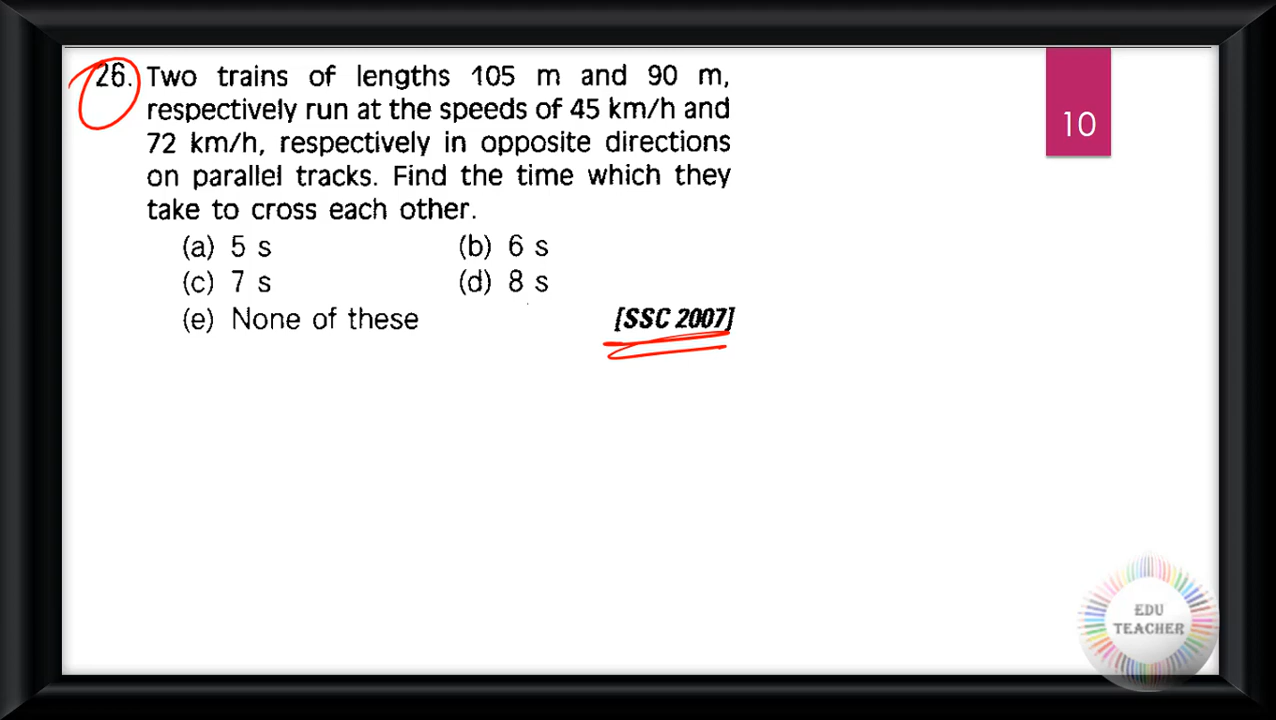 26. Two trains of lengths 105 m and 90 m,
respectively run at the speeds of 45 km/h and
72 km/h, respectively in opposite directions
on parallel tracks. Find the time which they
take to cross each other.
(a) 5 s (b) 6 s
(c) 7 s (d) 8 s
(e) None of these [SSC 2007]
10
EDU
TEACHER